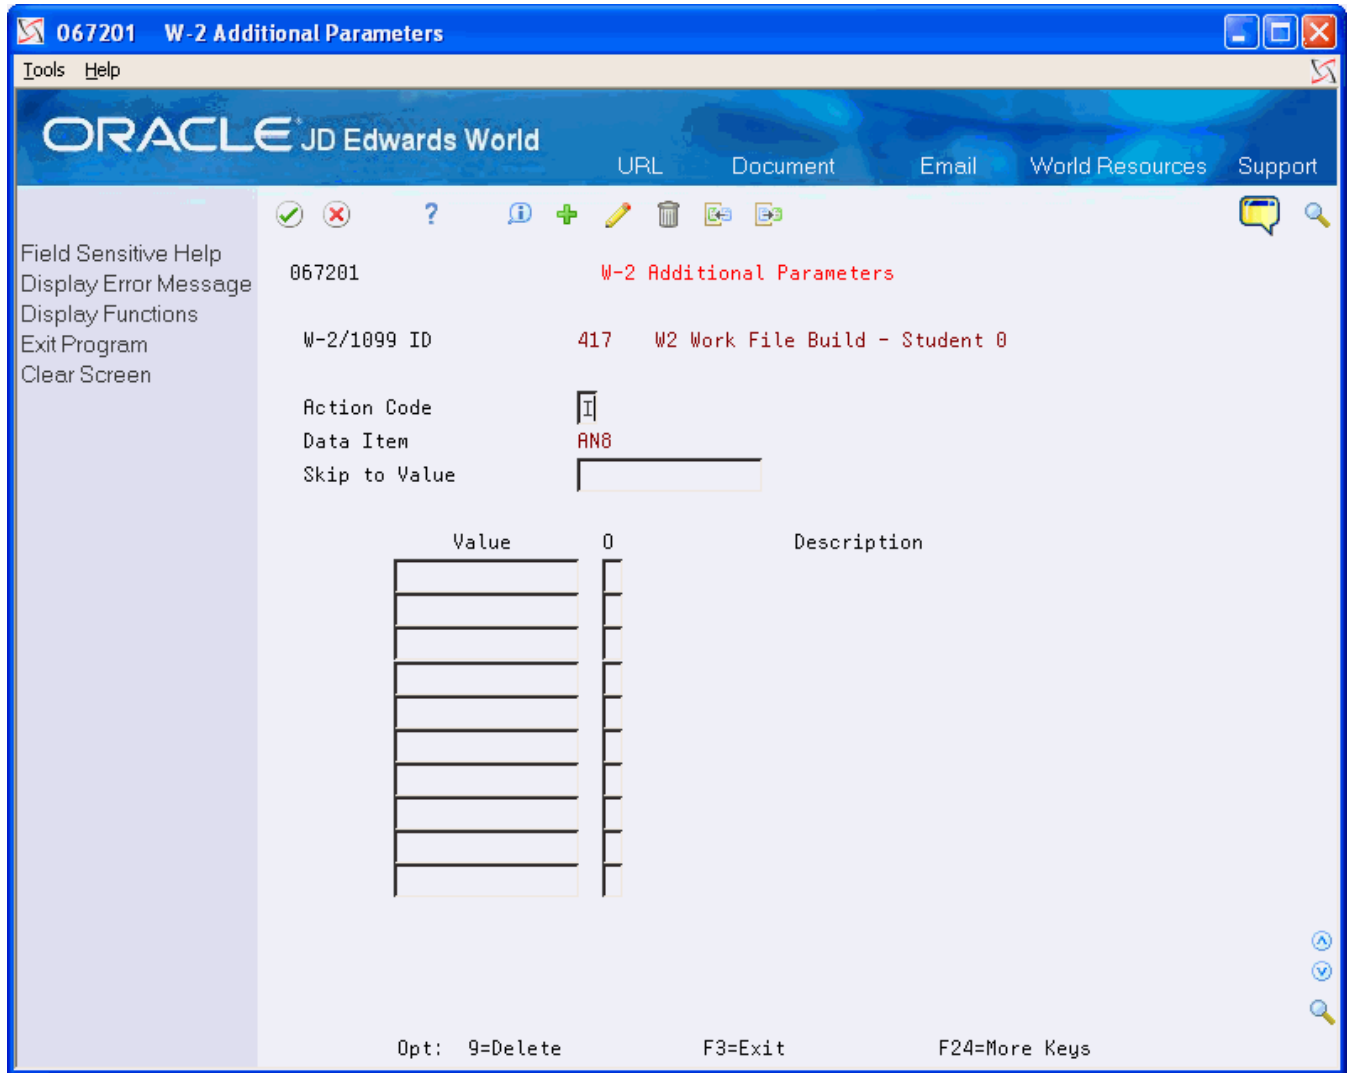 067201 W-2 Additional Parameters
Tools Help
ORACLE JD Edwards World
URL Document Email World Resources Support
Field Sensitive Help
Display Error Message
Display Functions
Exit Program
Clear Screen
067201 W-2 Additional Parameters
W-2/1099 ID 417 W2 Work File Build - Student 0
Action Code I
Data Item AN8
Skip to Value
Value O Description
Opt: 9=Delete F3=Exit F24=More Keys